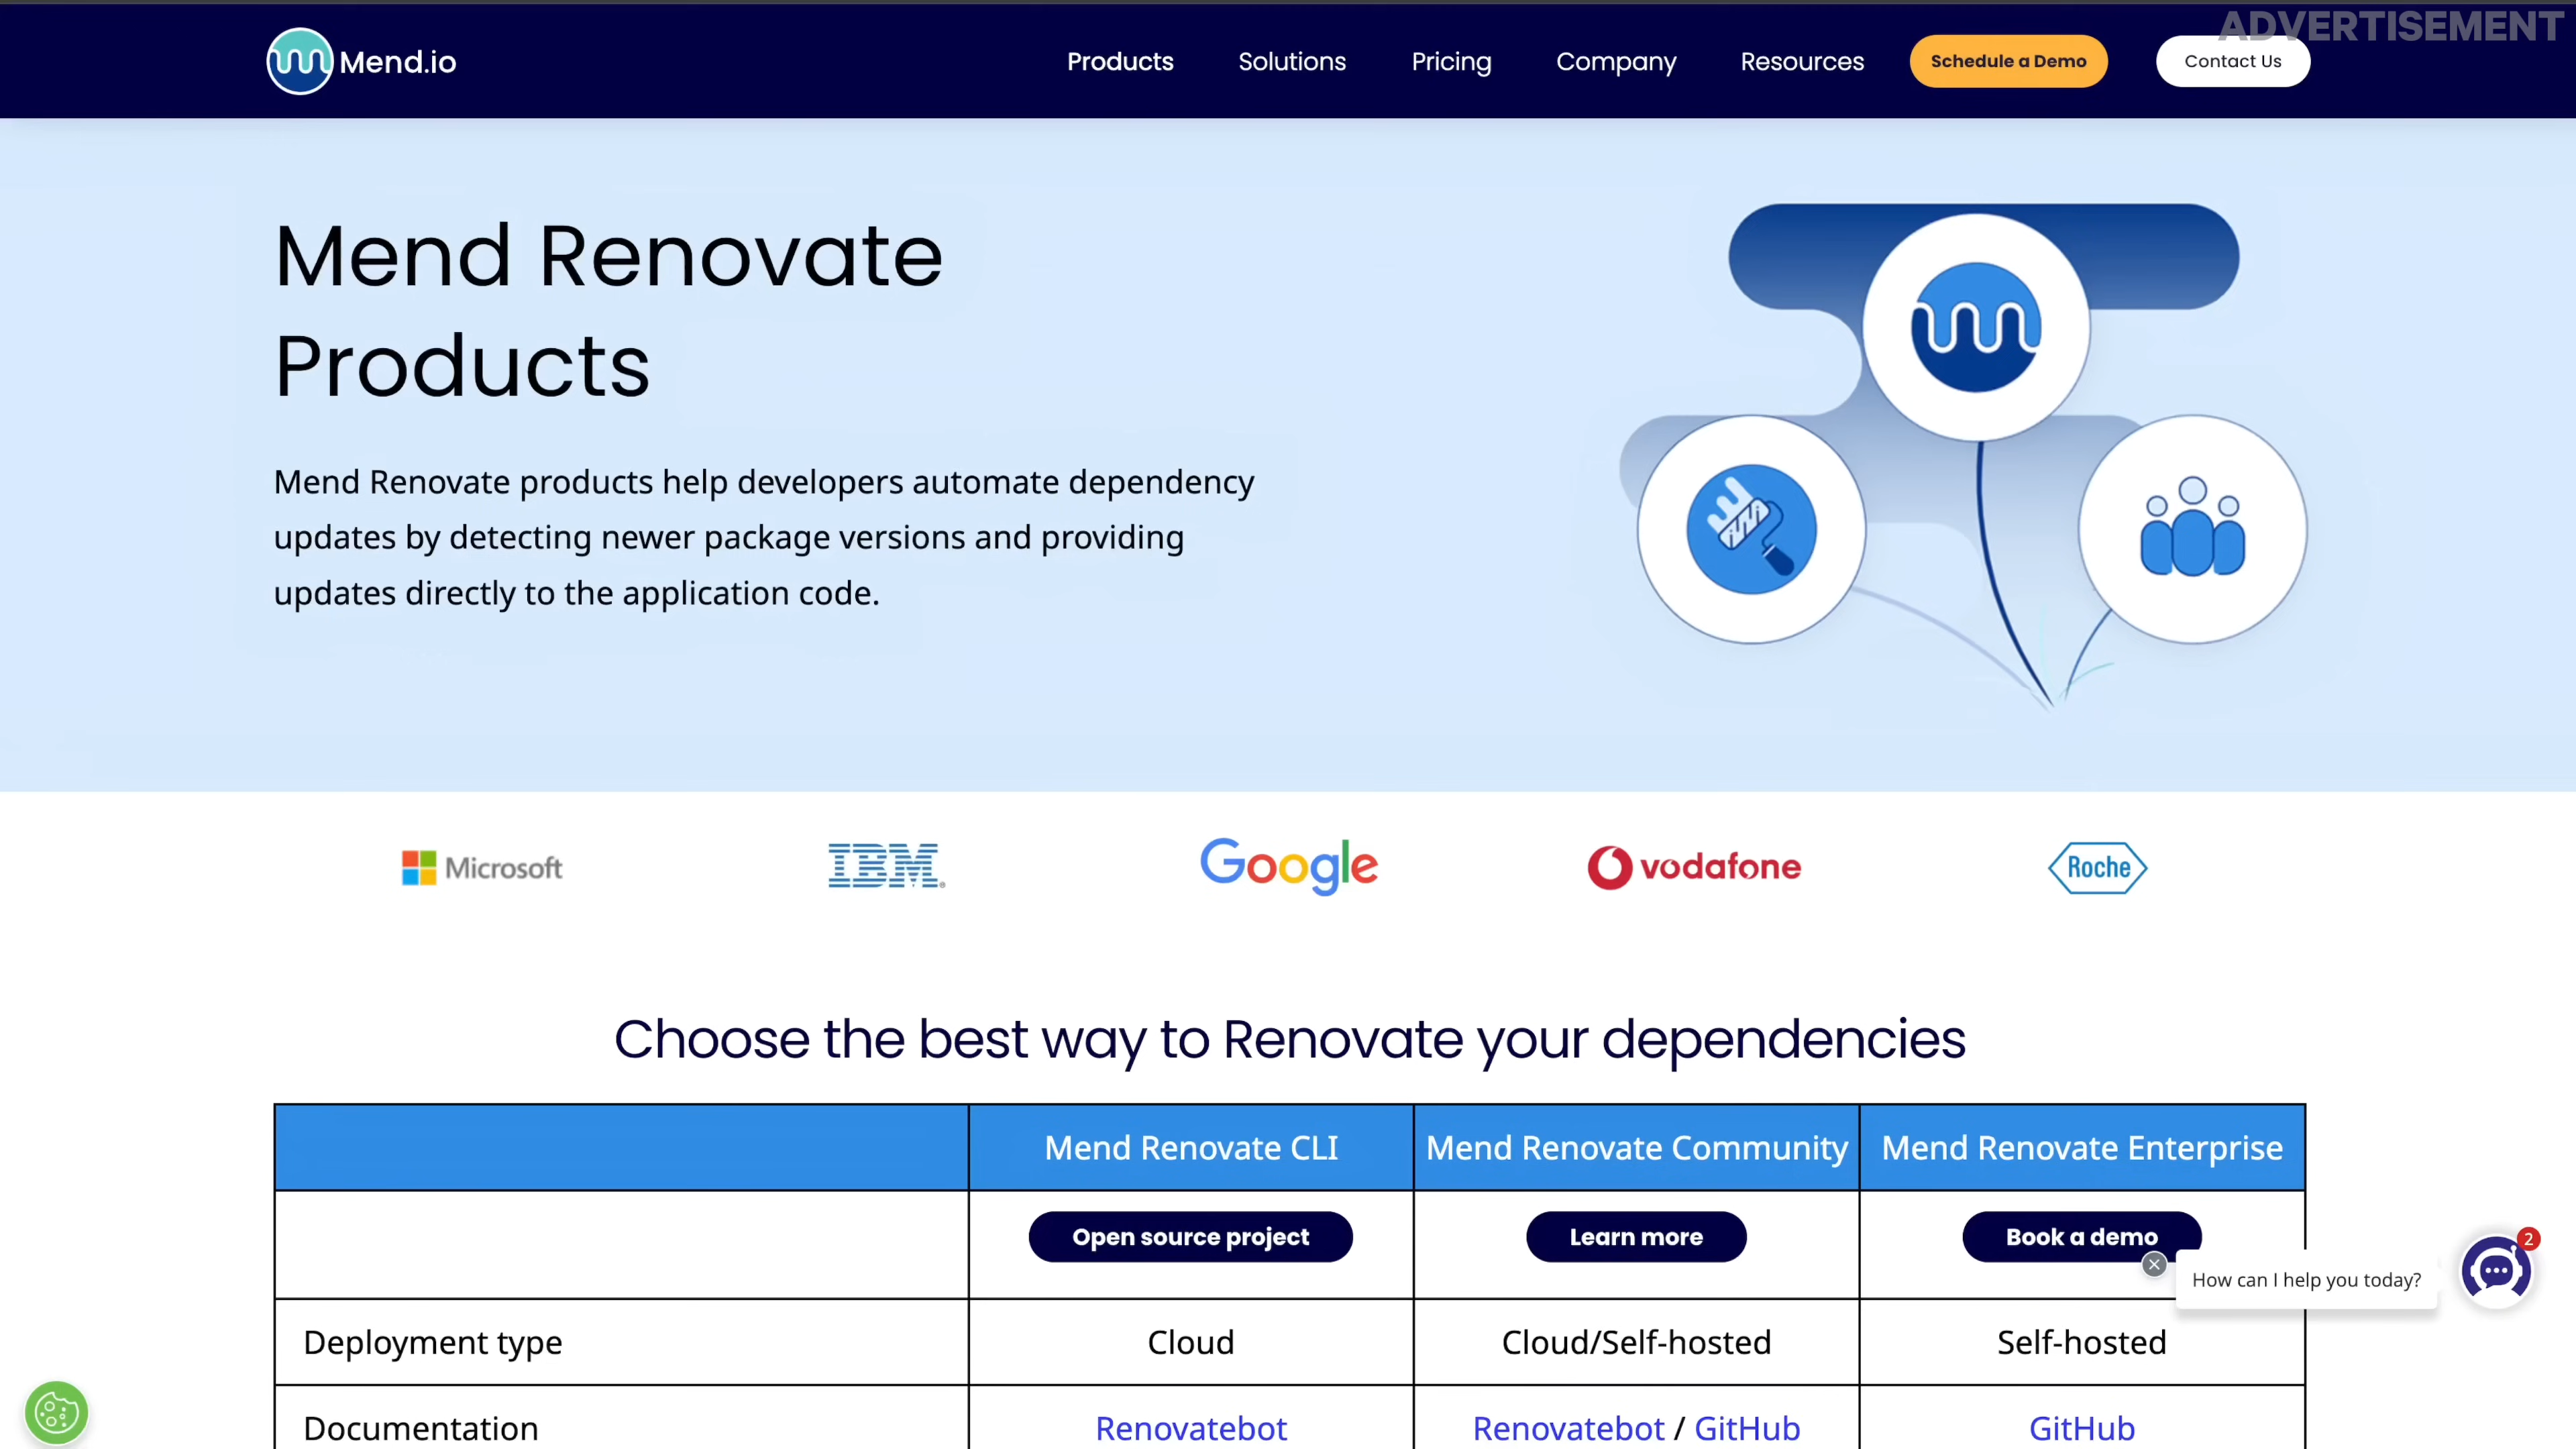 ADVERTISEMENT
Mend.io
Products
Solutions
Pricing
Company
Resources
Schedule a Demo
Contact Us
Mend Renovate
Products
Mend Renovate products help developers automate dependency
updates by detecting newer package versions and providing
updates directly to the application code.
Microsoft
IBM
Google
vodafone
Roche
Choose the best way to Renovate your dependencies
Mend Renovate CLI
Mend Renovate Community
Mend Renovate Enterprise
Open source project
Learn more
Book a demo
2
How can I help you today?
Deployment type
Cloud
Cloud/Self-hosted
Self-hosted
Documentation
Renovatebot
Renovatebot / GitHub
GitHub